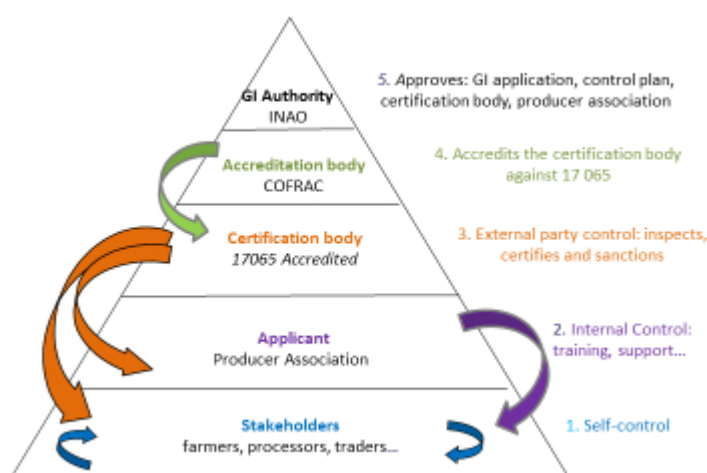 GI Authority
INAO
5. Approves: GI application, control plan,
certification body, producer association
Accreditation body
COFRAC
4. Accredits the certification body
against 17 065
Certification body
17065 Accredited
3. External party control: inspects,
certifies and sanctions
Applicant
Producer Association
2. Internal Control:
training, support...
Stakeholders
farmers, processors, traders...
1. Self-control